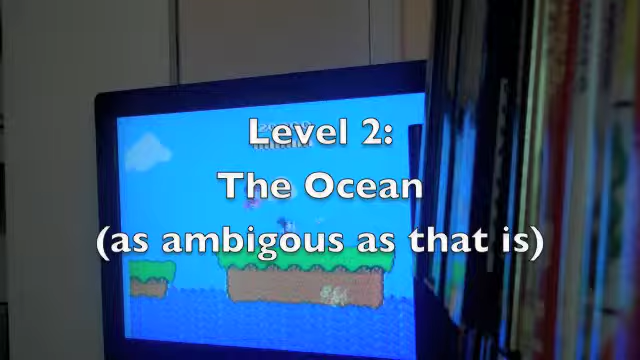 Level 2:
The Ocean
(as ambigous as that is)